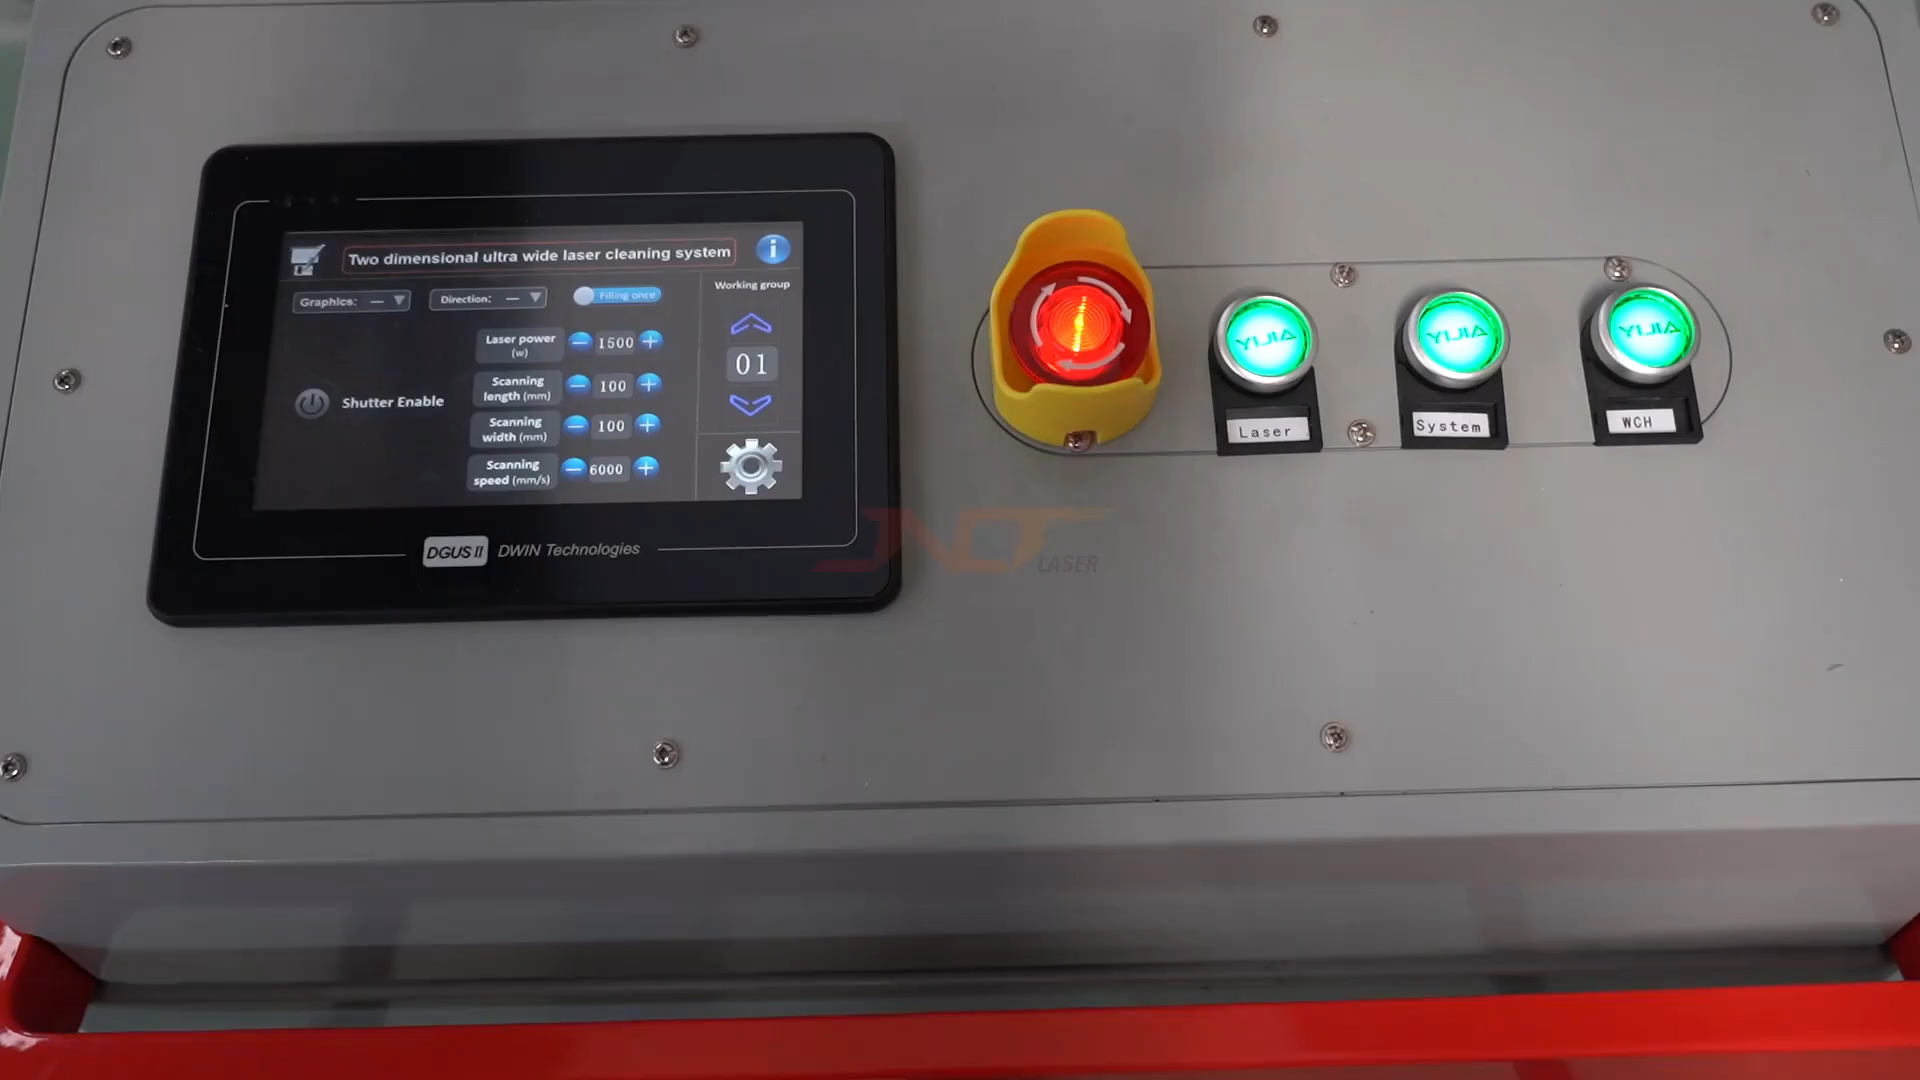 Two dimensional ultra wide laser cleaning system
i
Graphics: —
Direction: —
Filling once
Working group
Laser power
(w)
1500
Scanning
length (mm)
100
01
Shutter Enable
Scanning
width (mm)
100
Scanning
speed (mm/s)
6000
DGUS II DWIN Technologies
YIJIA
YIJIA
YIJIA
Laser
System
WCH
JNCT
LASER